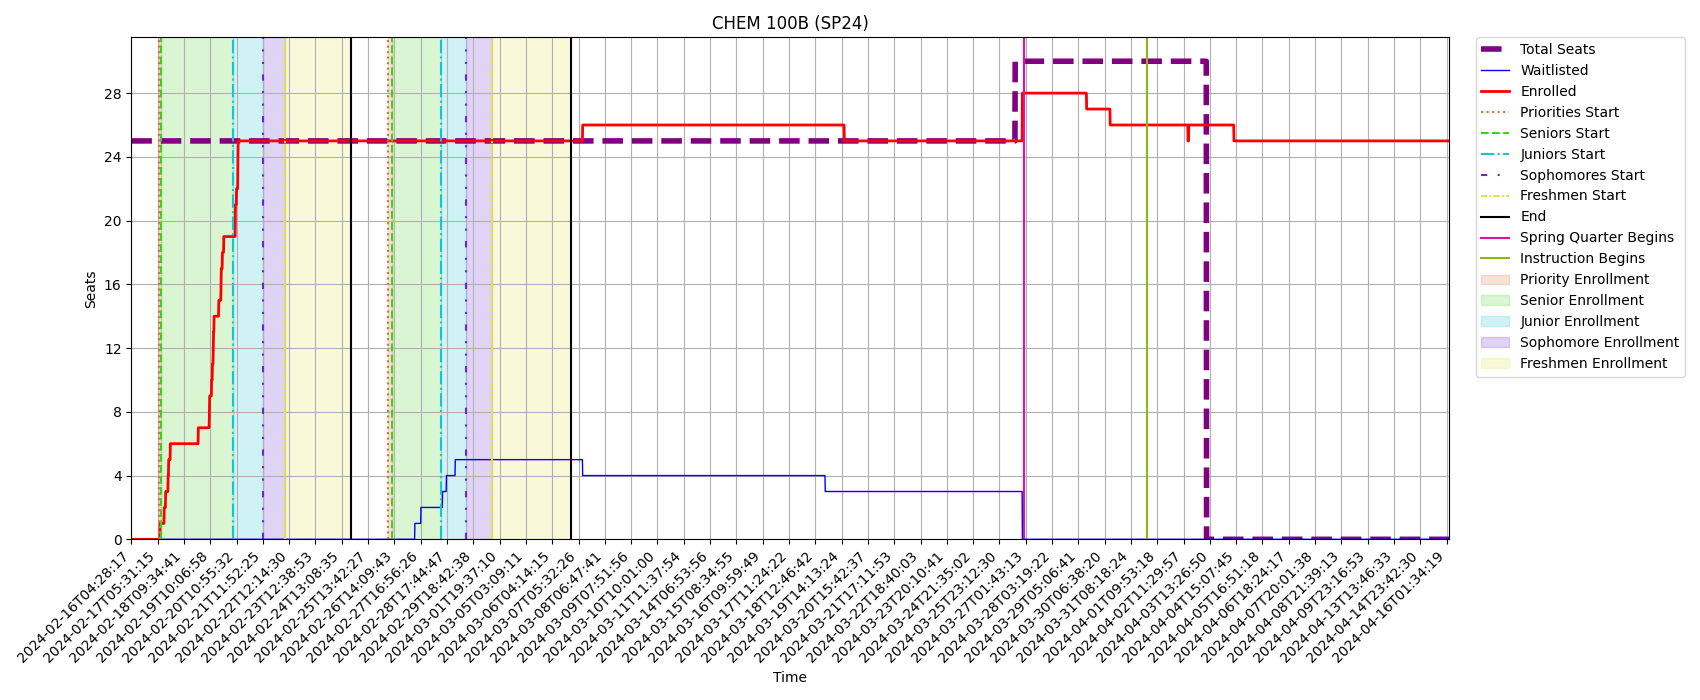 CHEM 100B (SP24)
Seats
28
24
20
16
12
8
4
0
2024-02-16T04:28:17
2024-02-17T05:31:15
2024-02-18T09:34:41
2024-02-19T10:06:58
2024-02-20T10:55:32
2024-02-21T11:52:25
2024-02-22T12:14:30
2024-02-23T12:38:53
2024-02-24T13:08:35
2024-02-25T13:42:27
2024-02-26T14:09:43
2024-02-27T16:56:26
2024-02-28T17:44:47
2024-02-29T18:42:38
2024-03-01T19:37:10
2024-03-05T03:09:11
2024-03-06T04:14:15
2024-03-07T05:32:26
2024-03-08T06:47:41
2024-03-09T07:51:56
2024-03-10T10:01:00
2024-03-11T11:37:54
2024-03-14T06:53:56
2024-03-15T08:34:55
2024-03-16T09:59:49
2024-03-17T11:24:22
2024-03-18T12:46:42
2024-03-19T14:13:24
2024-03-20T15:42:37
2024-03-21T17:11:53
2024-03-22T18:40:03
2024-03-23T20:10:41
2024-03-24T21:35:02
2024-03-25T23:12:30
2024-03-27T01:43:13
2024-03-28T03:19:22
2024-03-29T05:06:41
2024-03-30T06:38:20
2024-03-31T08:18:24
2024-04-01T09:53:18
2024-04-02T11:29:57
2024-04-03T13:26:50
2024-04-04T15:07:45
2024-04-05T16:51:18
2024-04-06T18:24:17
2024-04-07T20:01:38
2024-04-08T21:39:13
2024-04-09T23:16:53
2024-04-13T13:46:33
2024-04-14T23:42:30
2024-04-16T01:34:19
Time
Total Seats
Waitlisted
Enrolled
Priorities Start
Seniors Start
Juniors Start
Sophomores Start
Freshmen Start
End
Spring Quarter Begins
Instruction Begins
Priority Enrollment
Senior Enrollment
Junior Enrollment
Sophomore Enrollment
Freshmen Enrollment